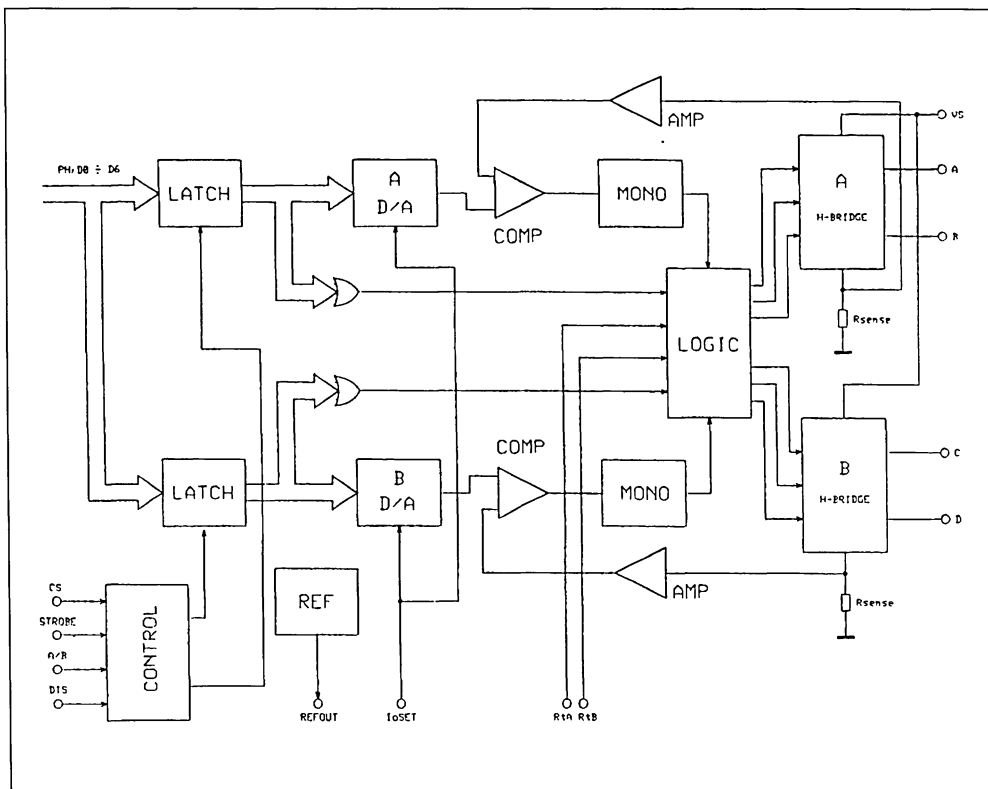 AMP
VS
PH,D0 ÷ D6
LATCH
A
D/A
COMP
MONO
A
H-BRIDGE
A
B
Rsense
LOGIC
LATCH
B
D/A
COMP
MONO
B
H-BRIDGE
C
D
AMP
Rsense
CS
STROBE
A/B
DIS
CONTROL
REF
REFOUT
IoSET
RtA RtB